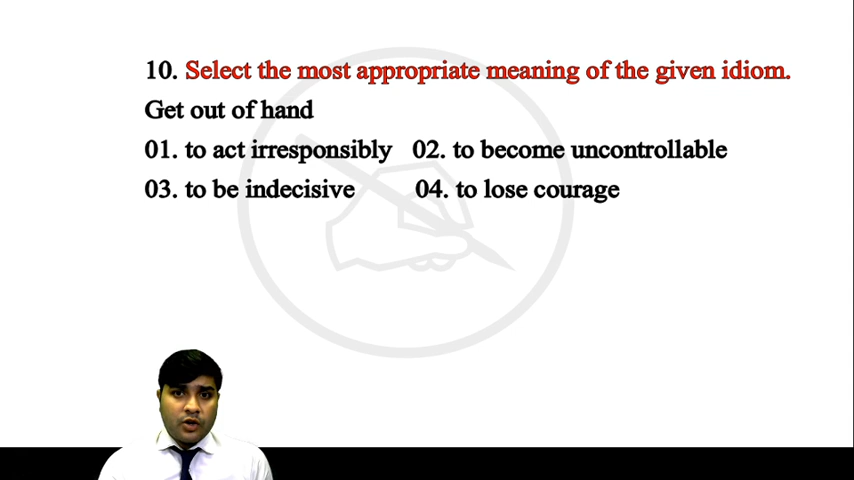 10. Select the most appropriate meaning of the given idiom.
Get out of hand
01. to act irresponsibly   02. to become uncontrollable
03. to be indecisive   04. to lose courage